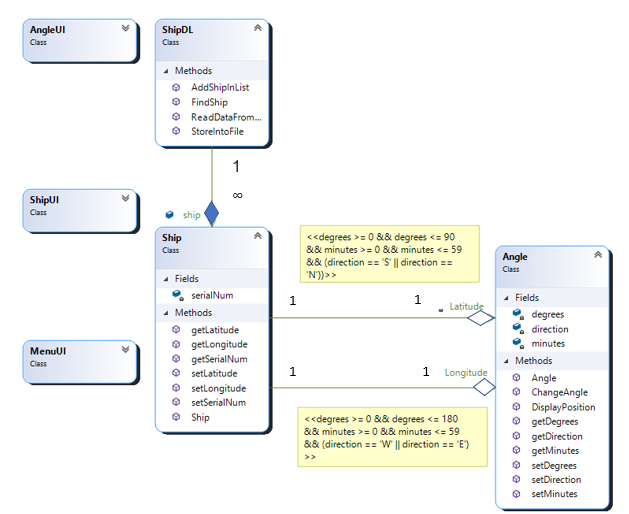 AngleUI
Class
ShipDL
Class
Methods
AddShipInList
FindShip
ReadDataFrom...
StoreIntoFile
1
∞
ship
ShipUI
Class
Ship
Class
Fields
serialNum
Methods
getLatitude
getLongitude
getSerialNum
setLatitude
setLongitude
setSerialNum
Ship
MenuUI
Class
<<degrees >= 0 && degrees <= 90
&& minutes >= 0 && minutes <= 59
&& (direction == 'S' || direction ==
'N'))>>
1
1
Latitude
1
1
Longitude
<<degrees >= 0 && degrees <= 180
&& minutes >= 0 && minutes <= 59
&& (direction == 'W' || direction == 'E')
>>
Angle
Class
Fields
degrees
direction
minutes
Methods
Angle
ChangeAngle
DisplayPosition
getDegrees
getDirection
getMinutes
setDegrees
setDirection
setMinutes